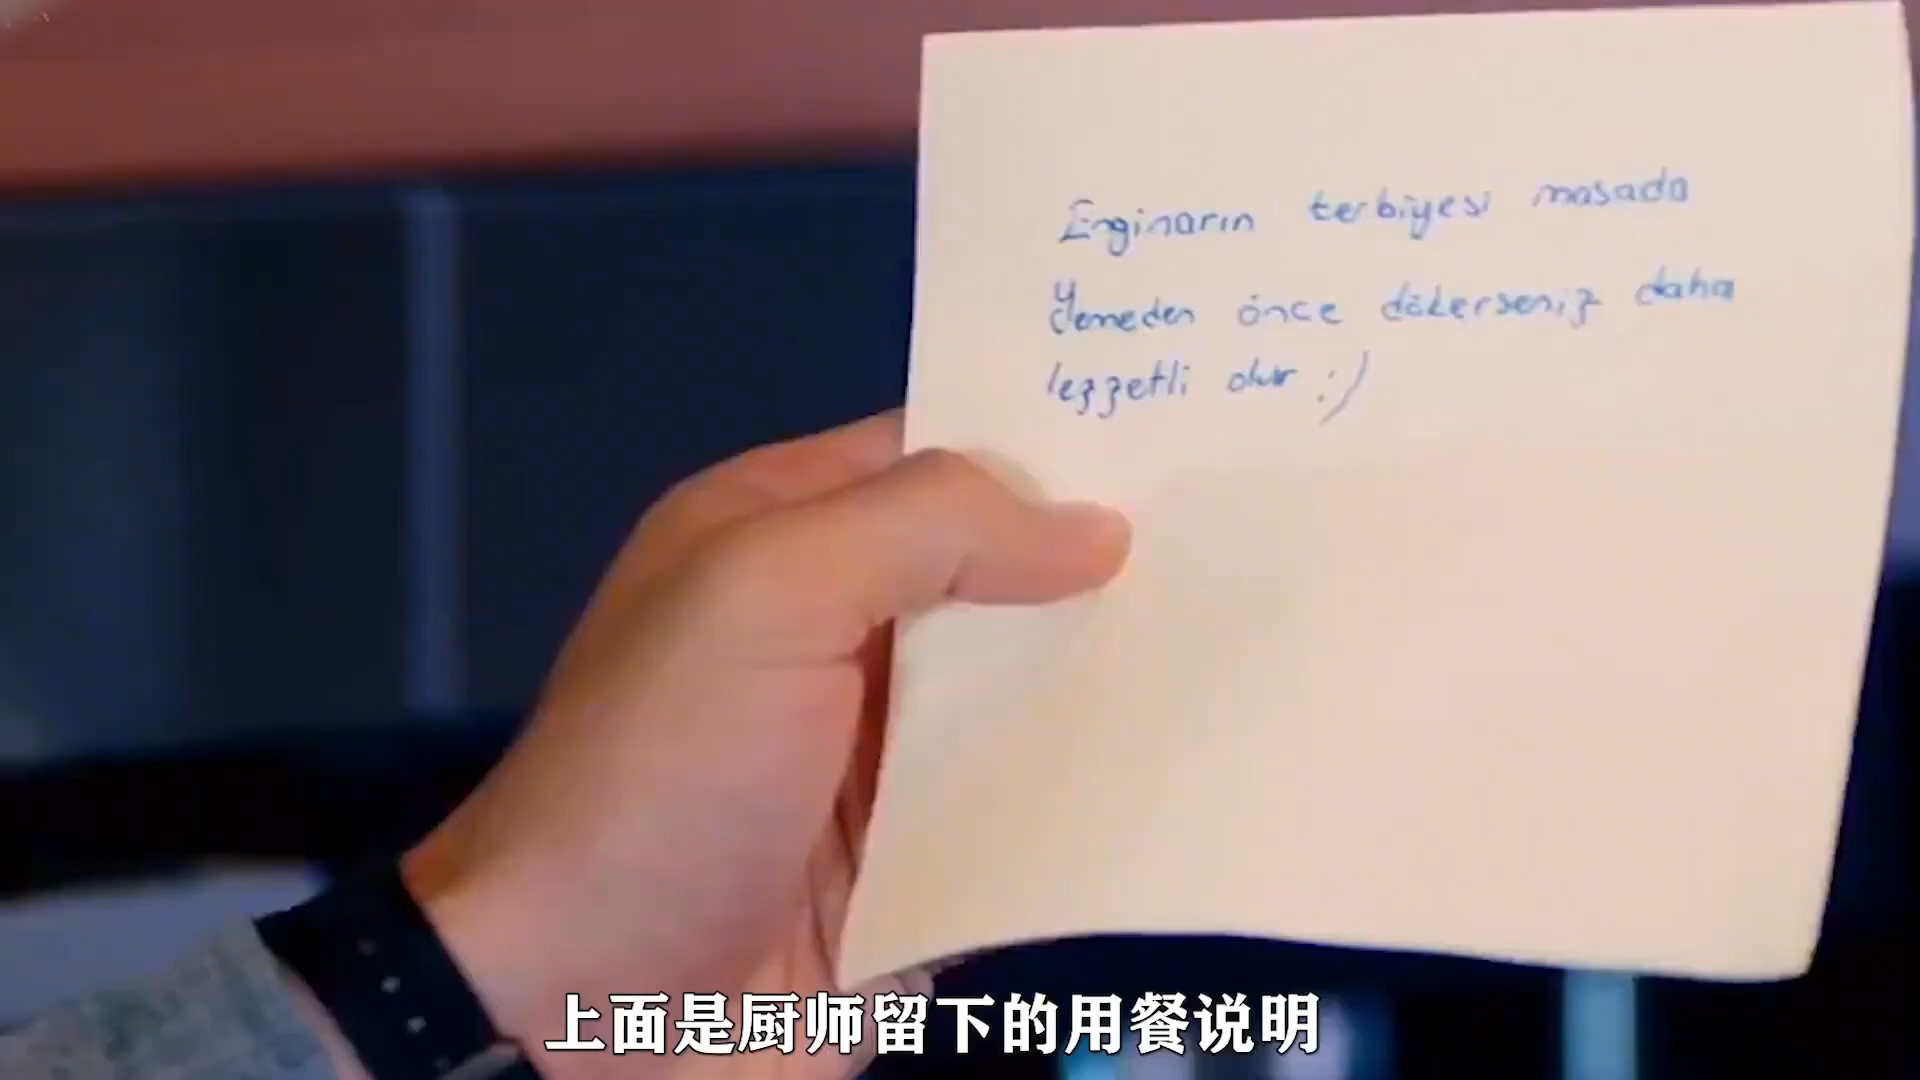 Enginarın terbiyesi masada
Yemeden önce dökerseniz daha
lezzetli olur :)
上面是厨师留下的用餐说明